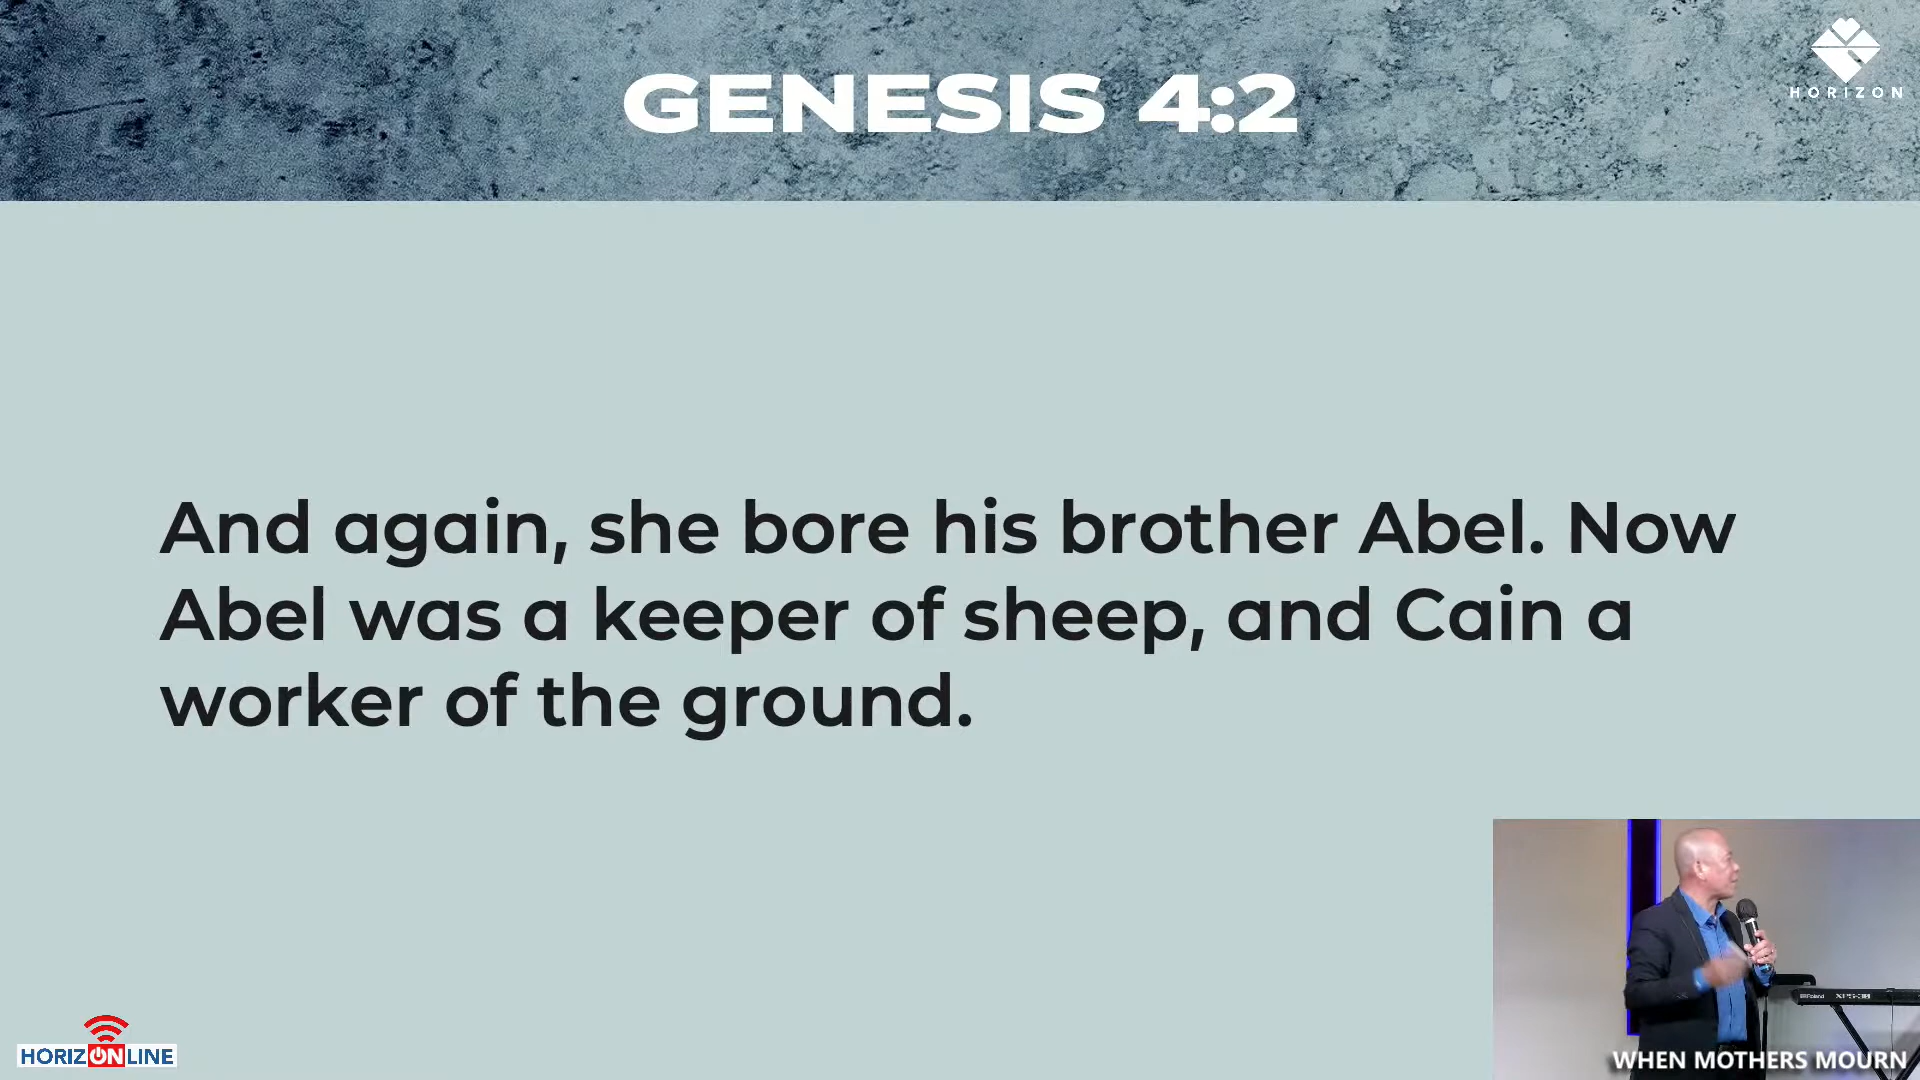 GENESIS 4:2
HORIZON
And again, she bore his brother Abel. Now
Abel was a keeper of sheep, and Cain a
worker of the ground.
Roland
HORIZONLINE
WHEN MOTHERS MOURN